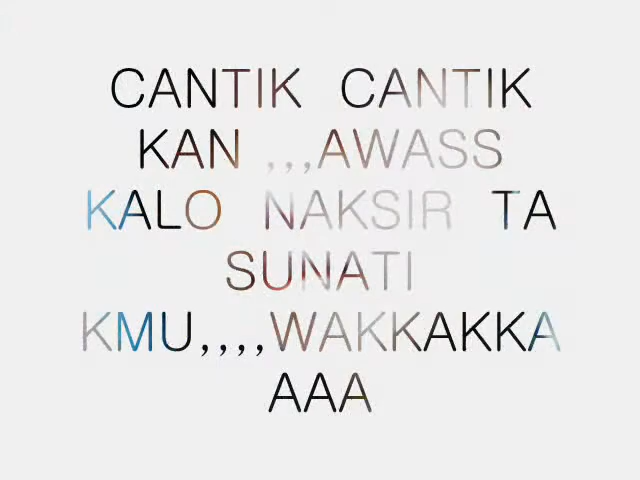 CANTIK CANTIK
KAN ,,,AWASS
KALO NAKSIR TA
SUNATI
KMU,,,,WAKKAKKA
AAA